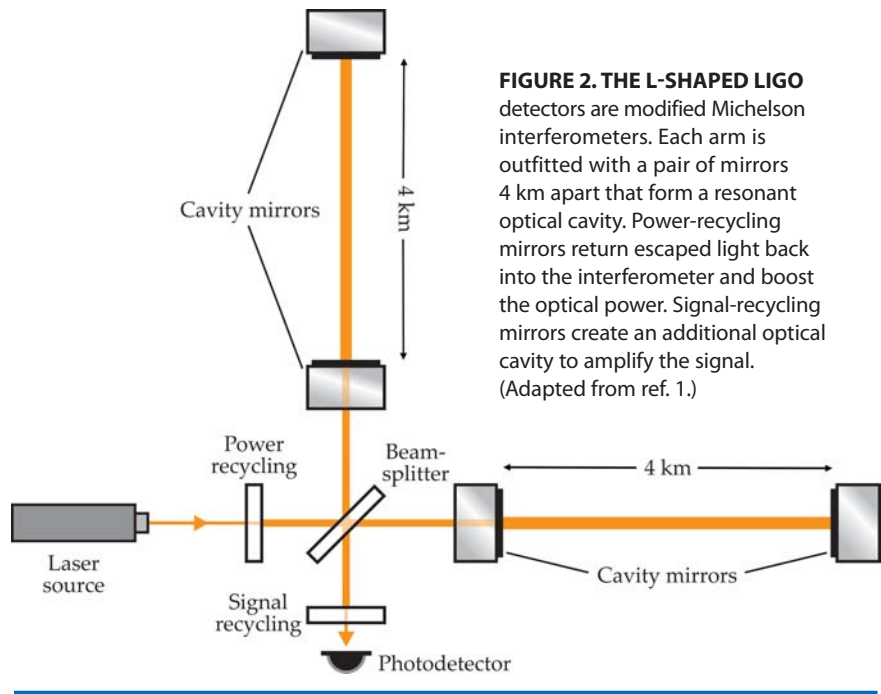 FIGURE 2. THE L-SHAPED LIGO
detectors are modified Michelson
interferometers. Each arm is
outfitted with a pair of mirrors
4 km apart that form a resonant
optical cavity. Power-recycling
mirrors return escaped light back
into the interferometer and boost
the optical power. Signal-recycling
mirrors create an additional optical
cavity to amplify the signal.
(Adapted from ref. 1.)
Cavity mirrors
4 km
Power
recycling
Beam-
splitter
4 km
Laser
source
Cavity mirrors
Signal
recycling
Photodetector